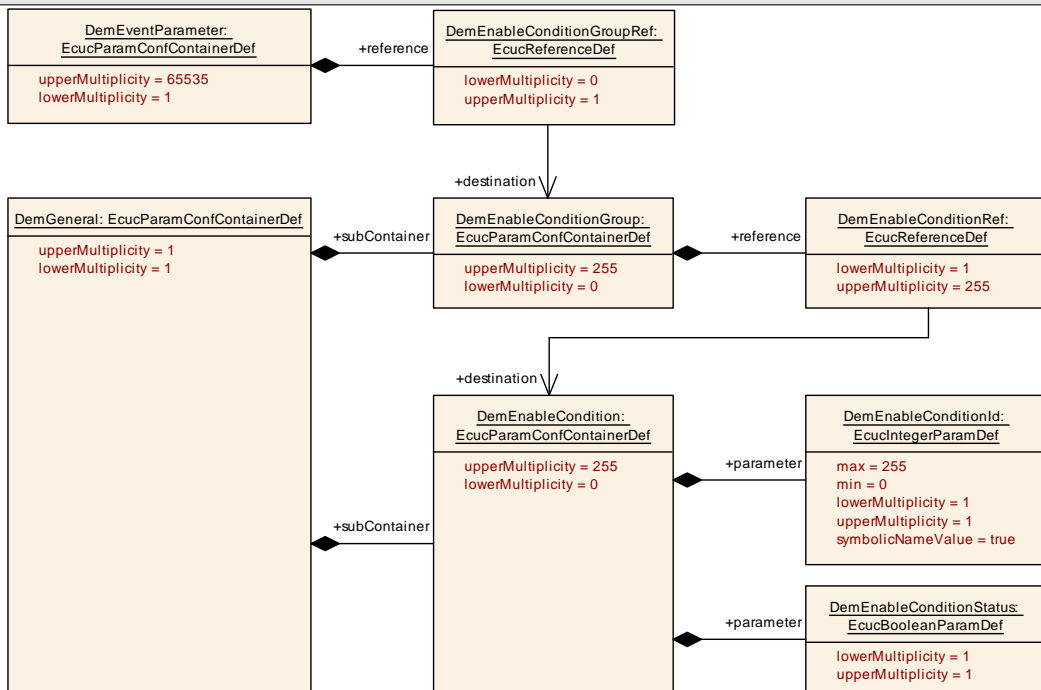 DemEventParameter:
EcucParamConfContainerDef
upperMultiplicity = 65535
lowerMultiplicity = 1
+reference
DemEnableConditionGroupRef:
EcucReferenceDef
lowerMultiplicity = 0
upperMultiplicity = 1
+destination
DemGeneral: EcucParamConfContainerDef
upperMultiplicity = 1
lowerMultiplicity = 1
+subContainer
DemEnableConditionGroup:
EcucParamConfContainerDef
upperMultiplicity = 255
lowerMultiplicity = 0
+reference
DemEnableConditionRef:
EcucReferenceDef
lowerMultiplicity = 1
upperMultiplicity = 255
+destination
+subContainer
DemEnableCondition:
EcucParamConfContainerDef
upperMultiplicity = 255
lowerMultiplicity = 0
+parameter
DemEnableConditionId:
EcucIntegerParamDef
max = 255
min = 0
lowerMultiplicity = 1
upperMultiplicity = 1
symbolicNameValue = true
+parameter
DemEnableConditionStatus:
EcucBooleanParamDef
lowerMultiplicity = 1
upperMultiplicity = 1